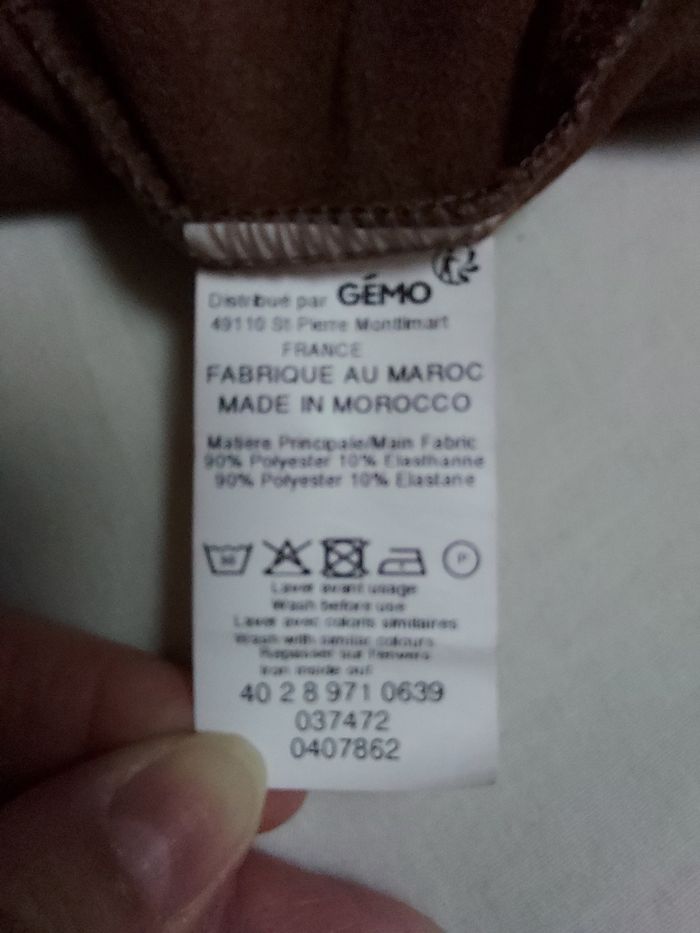 Distribué par GÉMO
49110 St Pierre Montlimart
FRANCE
FABRIQUE AU MAROC
MADE IN MOROCCO
Matière Principale/Main Fabric
90% Polyester 10% Elasthanne
90% Polyester 10% Elastane
P
Laver avant usage
Wash before use
Laver avec coloris similaires
Wash with similar colours
Repasser sur l'envers
Iron inside out
40 2 8 971 0639
037472
0407862